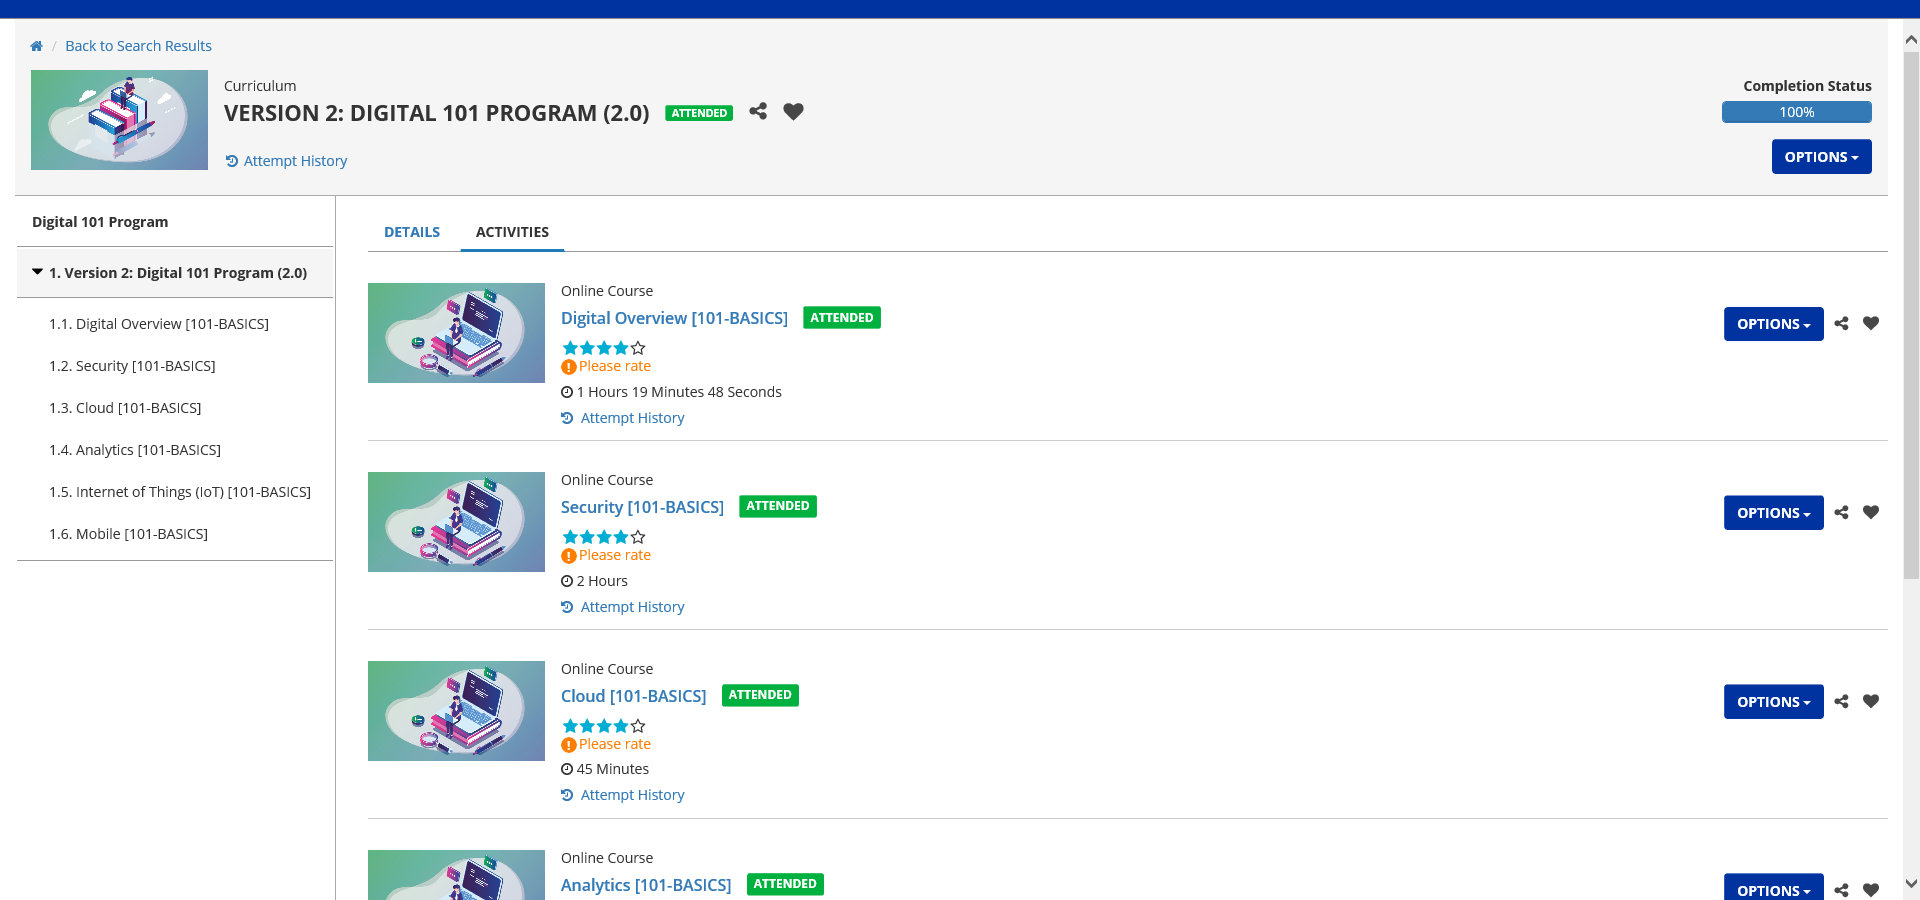 / Back to Search Results
Curriculum
VERSION 2: DIGITAL 101 PROGRAM (2.0) ATTENDED
Attempt History
Completion Status
100%
OPTIONS
Digital 101 Program
1. Version 2: Digital 101 Program (2.0)
1.1. Digital Overview [101-BASICS]
1.2. Security [101-BASICS]
1.3. Cloud [101-BASICS]
1.4. Analytics [101-BASICS]
1.5. Internet of Things (IoT) [101-BASICS]
1.6. Mobile [101-BASICS]
DETAILS ACTIVITIES
Online Course
Digital Overview [101-BASICS] ATTENDED
Please rate
1 Hours 19 Minutes 48 Seconds
Attempt History
OPTIONS
Online Course
Security [101-BASICS] ATTENDED
Please rate
2 Hours
Attempt History
OPTIONS
Online Course
Cloud [101-BASICS] ATTENDED
Please rate
45 Minutes
Attempt History
OPTIONS
Online Course
Analytics [101-BASICS] ATTENDED
OPTIONS